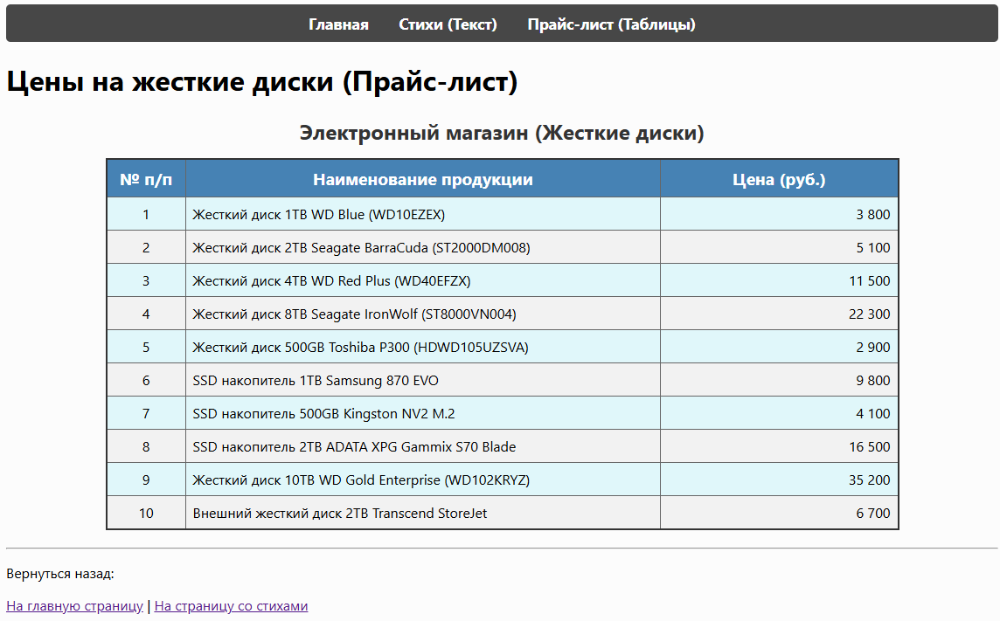 Главная Стихи (Текст) Прайс-лист (Таблицы)
Цены на жесткие диски (Прайс-лист)
Электронный магазин (Жесткие диски)
№ п/п Наименование продукции Цена (руб.)
1 Жесткий диск 1TB WD Blue (WD10EZEX) 3 800
2 Жесткий диск 2TB Seagate BarraCuda (ST2000DM008) 5 100
3 Жесткий диск 4TB WD Red Plus (WD40EFZX) 11 500
4 Жесткий диск 8TB Seagate IronWolf (ST8000VN004) 22 300
5 Жесткий диск 500GB Toshiba P300 (HDWD105UZSVA) 2 900
6 SSD накопитель 1TB Samsung 870 EVO 9 800
7 SSD накопитель 500GB Kingston NV2 M.2 4 100
8 SSD накопитель 2TB ADATA XPG Gammix S70 Blade 16 500
9 Жесткий диск 10TB WD Gold Enterprise (WD102KRYZ) 35 200
10 Внешний жесткий диск 2TB Transcend StoreJet 6 700
Вернуться назад:
На главную страницу | На страницу со стихами